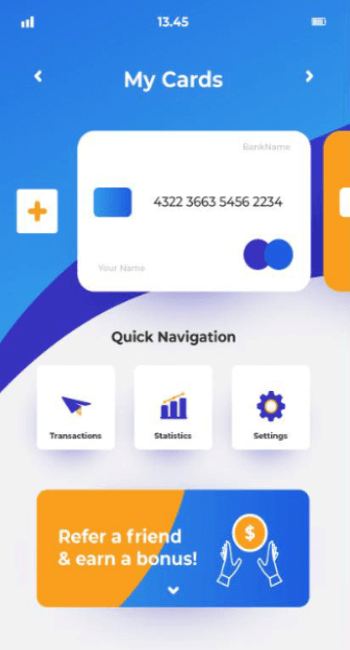 13.45
My Cards
BankName
4322 3663 5456 2234
Your Name
Quick Navigation
Transactions
Statistics
Settings
Refer a friend
& earn a bonus!
$